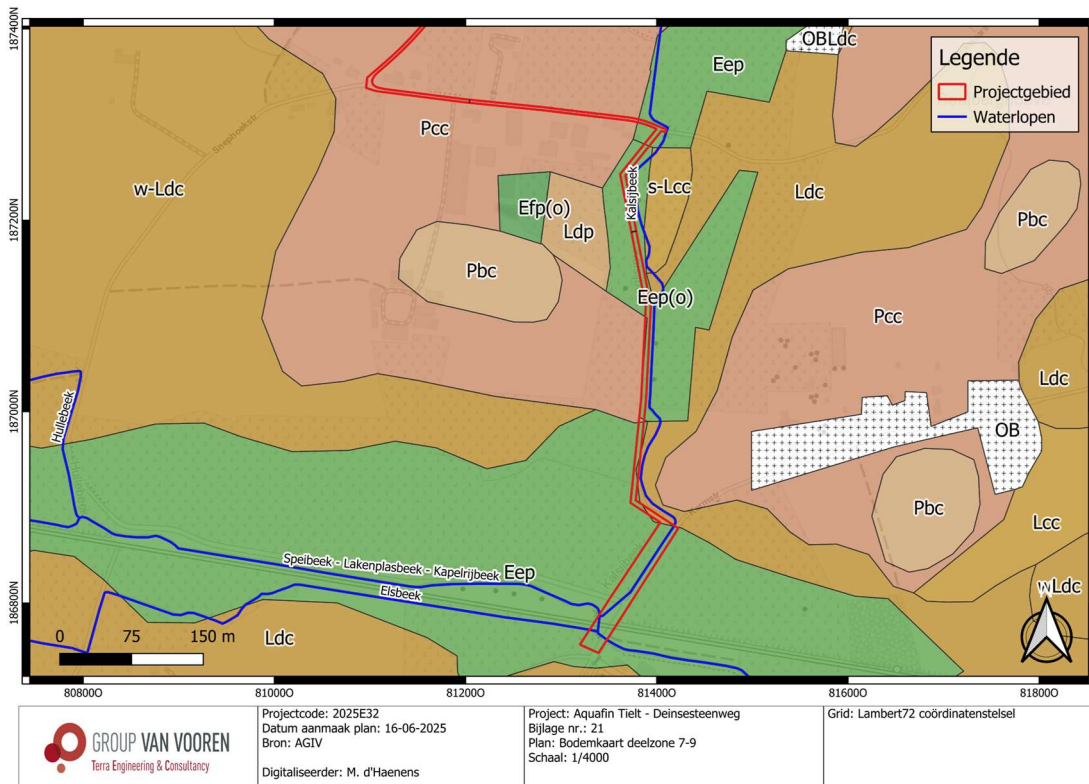 187400N
187200N
187000N
186800N
OBLdc
Eep
Legende
Projectgebied
Waterlopen
Pcc
Snephoekstr.
w-Ldc
Kalsijbeek
s-Lcc
Ldc
Efp(o)
Ldp
Pbc
Pbc
Eep(o)
Pcc
Ldc
Hullebeek
OB
Pbc
Lcc
Speibeek - Lakenplasbeek - Kapelrijbeek
Eep
Elsbeek
wLdc
Ldc
0 75 150 m
808000 810000 812000 814000 816000 818000
GROUP VAN VOOREN
Terra Engineering & Consultancy
Projectcode: 2025E32
Datum aanmaak plan: 16-06-2025
Bron: AGIV
Digitaliseerder: M. d'Haenens
Project: Aquafin Tielt - Deinsesteenweg
Bijlage nr.: 21
Plan: Bodemkaart deelzone 7-9
Schaal: 1/4000
Grid: Lambert72 coördinatenstelsel